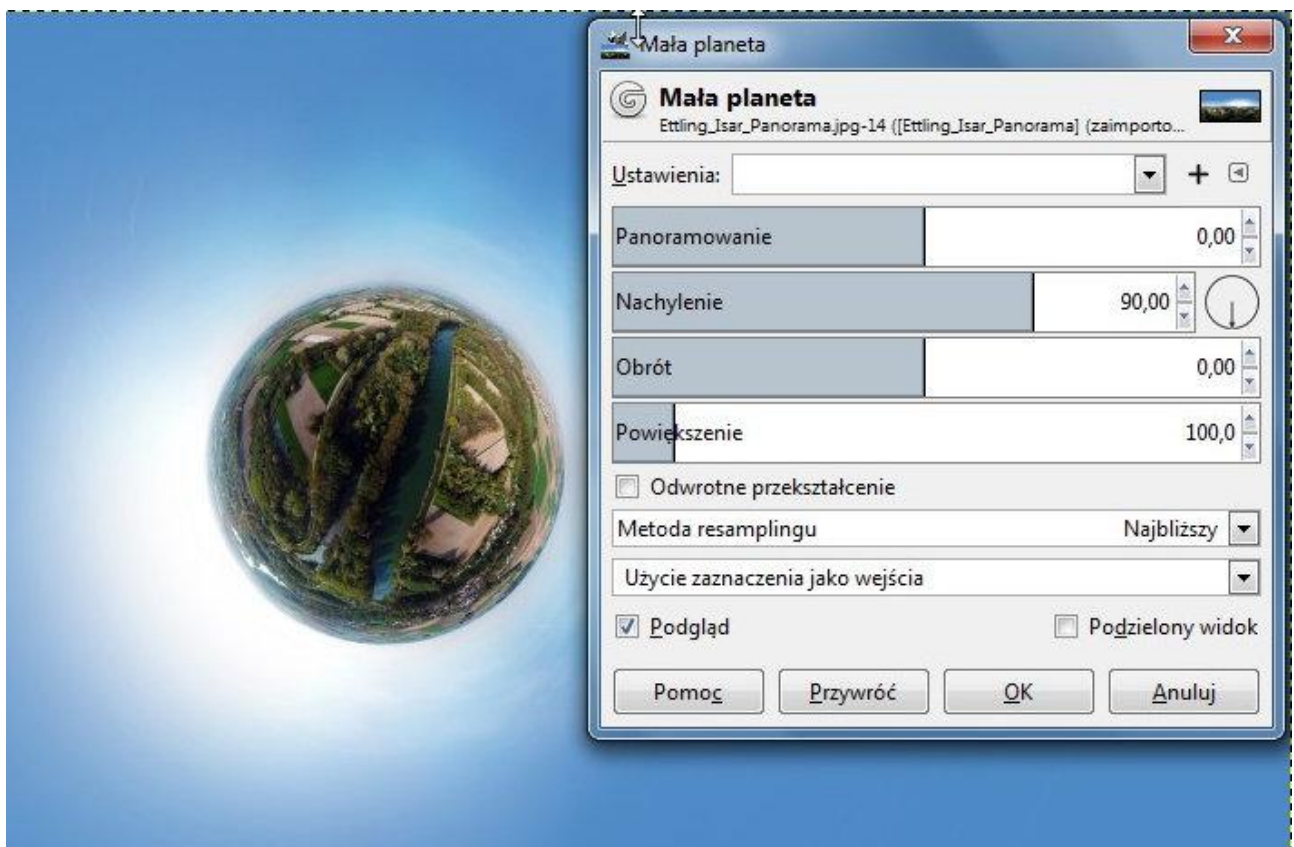 Mała planeta
Mała planeta
Ettling_Isar_Panorama.jpg-14 ([Ettling_Isar_Panorama] (zaimporto...
Ustawienia:
Panoramowanie 0,00
Nachylenie 90,00
Obrót 0,00
Powiększenie 100,0
Odwrotne przekształcenie
Metoda resamplingu Najbliższy
Użycie zaznaczenia jako wejścia
Podgląd Podzielony widok
Pomoc Przywróć OK Anuluj